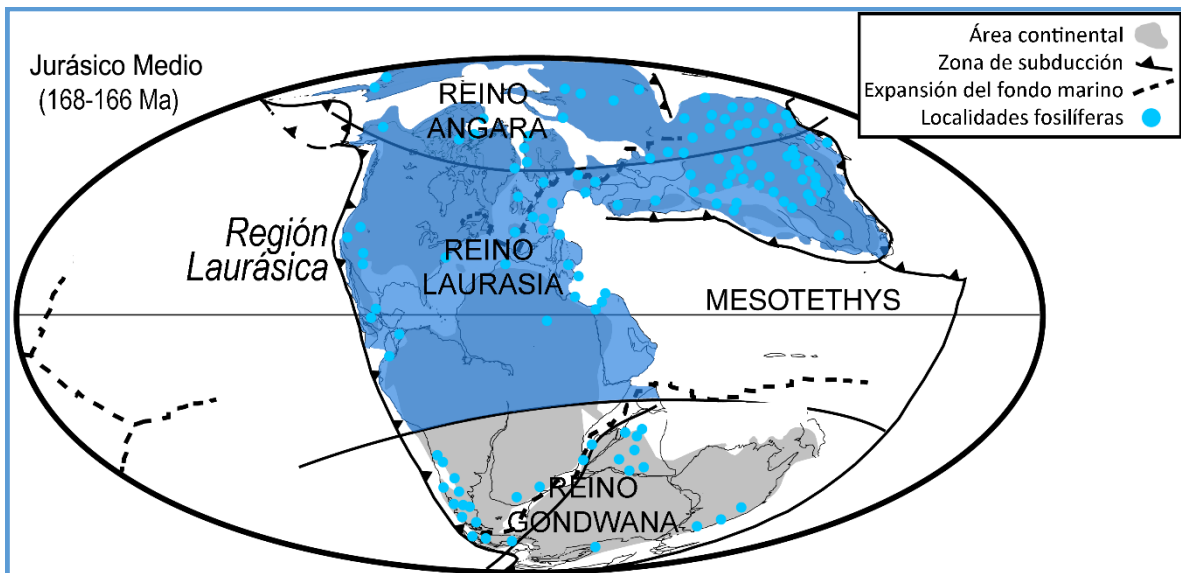 Jurásico Medio
(168-166 Ma)
Área continental
Zona de subducción
Expansión del fondo marino
Localidades fosilíferas
REINO
ANGARA
Región
Laurásica
REINO
LAURASIA
MESOTETHYS
REINO
GONDWANA